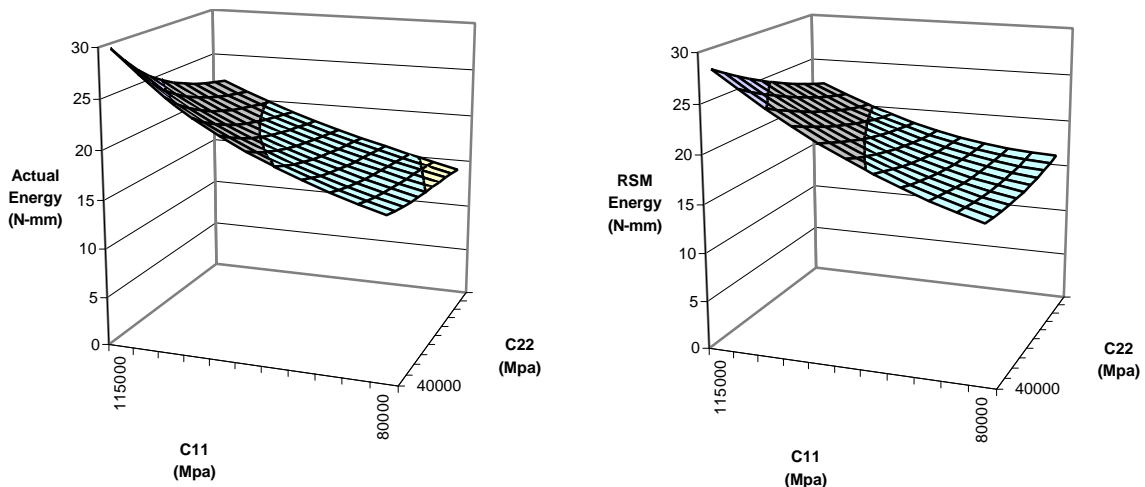 30
25
20
15
10
5
0
Actual
Energy
(N-mm)
115000
80000
40000
C11
(Mpa)
C22
(Mpa)
30
25
20
15
10
5
0
RSM
Energy
(N-mm)
115000
80000
40000
C11
(Mpa)
C22
(Mpa)